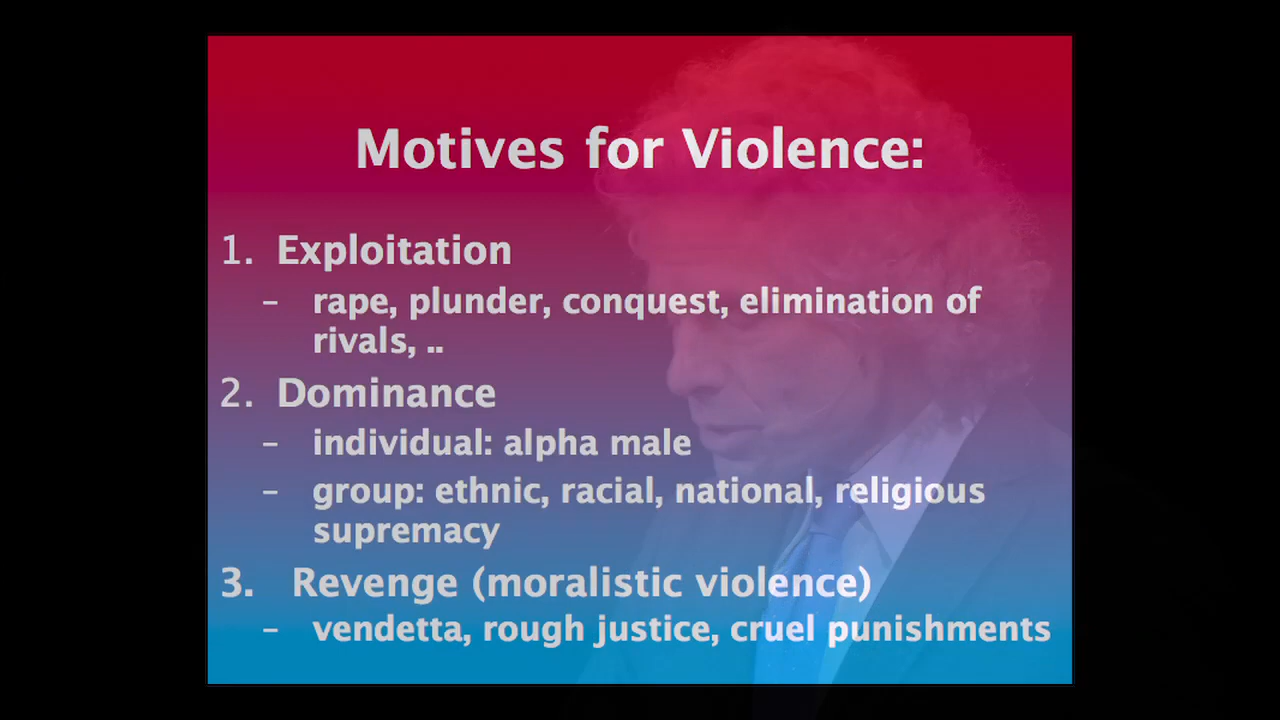 Motives for Violence:
1. Exploitation
- rape, plunder, conquest, elimination of
rivals, ..
2. Dominance
- individual: alpha male
- group: ethnic, racial, national, religious
supremacy
3. Revenge (moralistic violence)
- vendetta, rough justice, cruel punishments